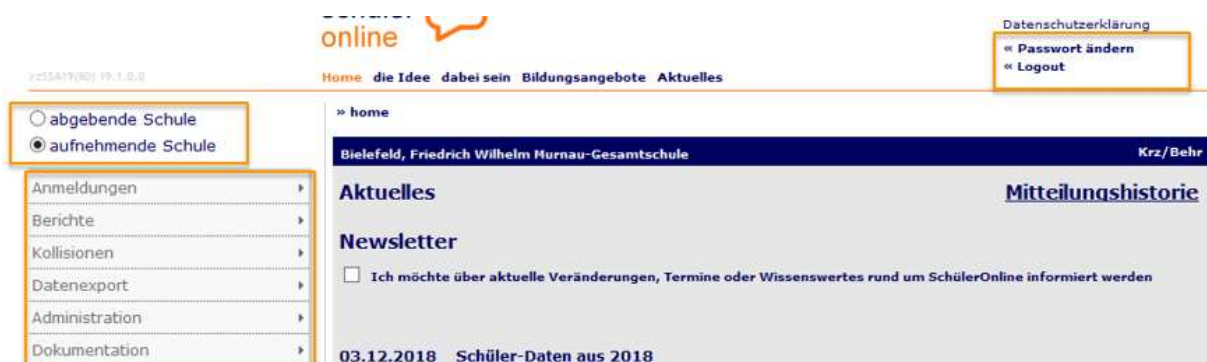 online
Datenschutzerklärung
« Passwort ändern
« Logout
Home die Idee dabei sein Bildungsangebote Aktuelles
abgebende Schule
aufnehmende Schule
» home
Bielefeld, Friedrich Wilhelm Murnau-Gesamtschule Krz/Behr
Anmeldungen
Berichte
Kollisionen
Datenexport
Administration
Dokumentation
Aktuelles Mitteilungshistorie
Newsletter
Ich möchte über aktuelle Veränderungen, Termine oder Wissenswertes rund um SchülerOnline informiert werden
03.12.2018 Schüler-Daten aus 2018